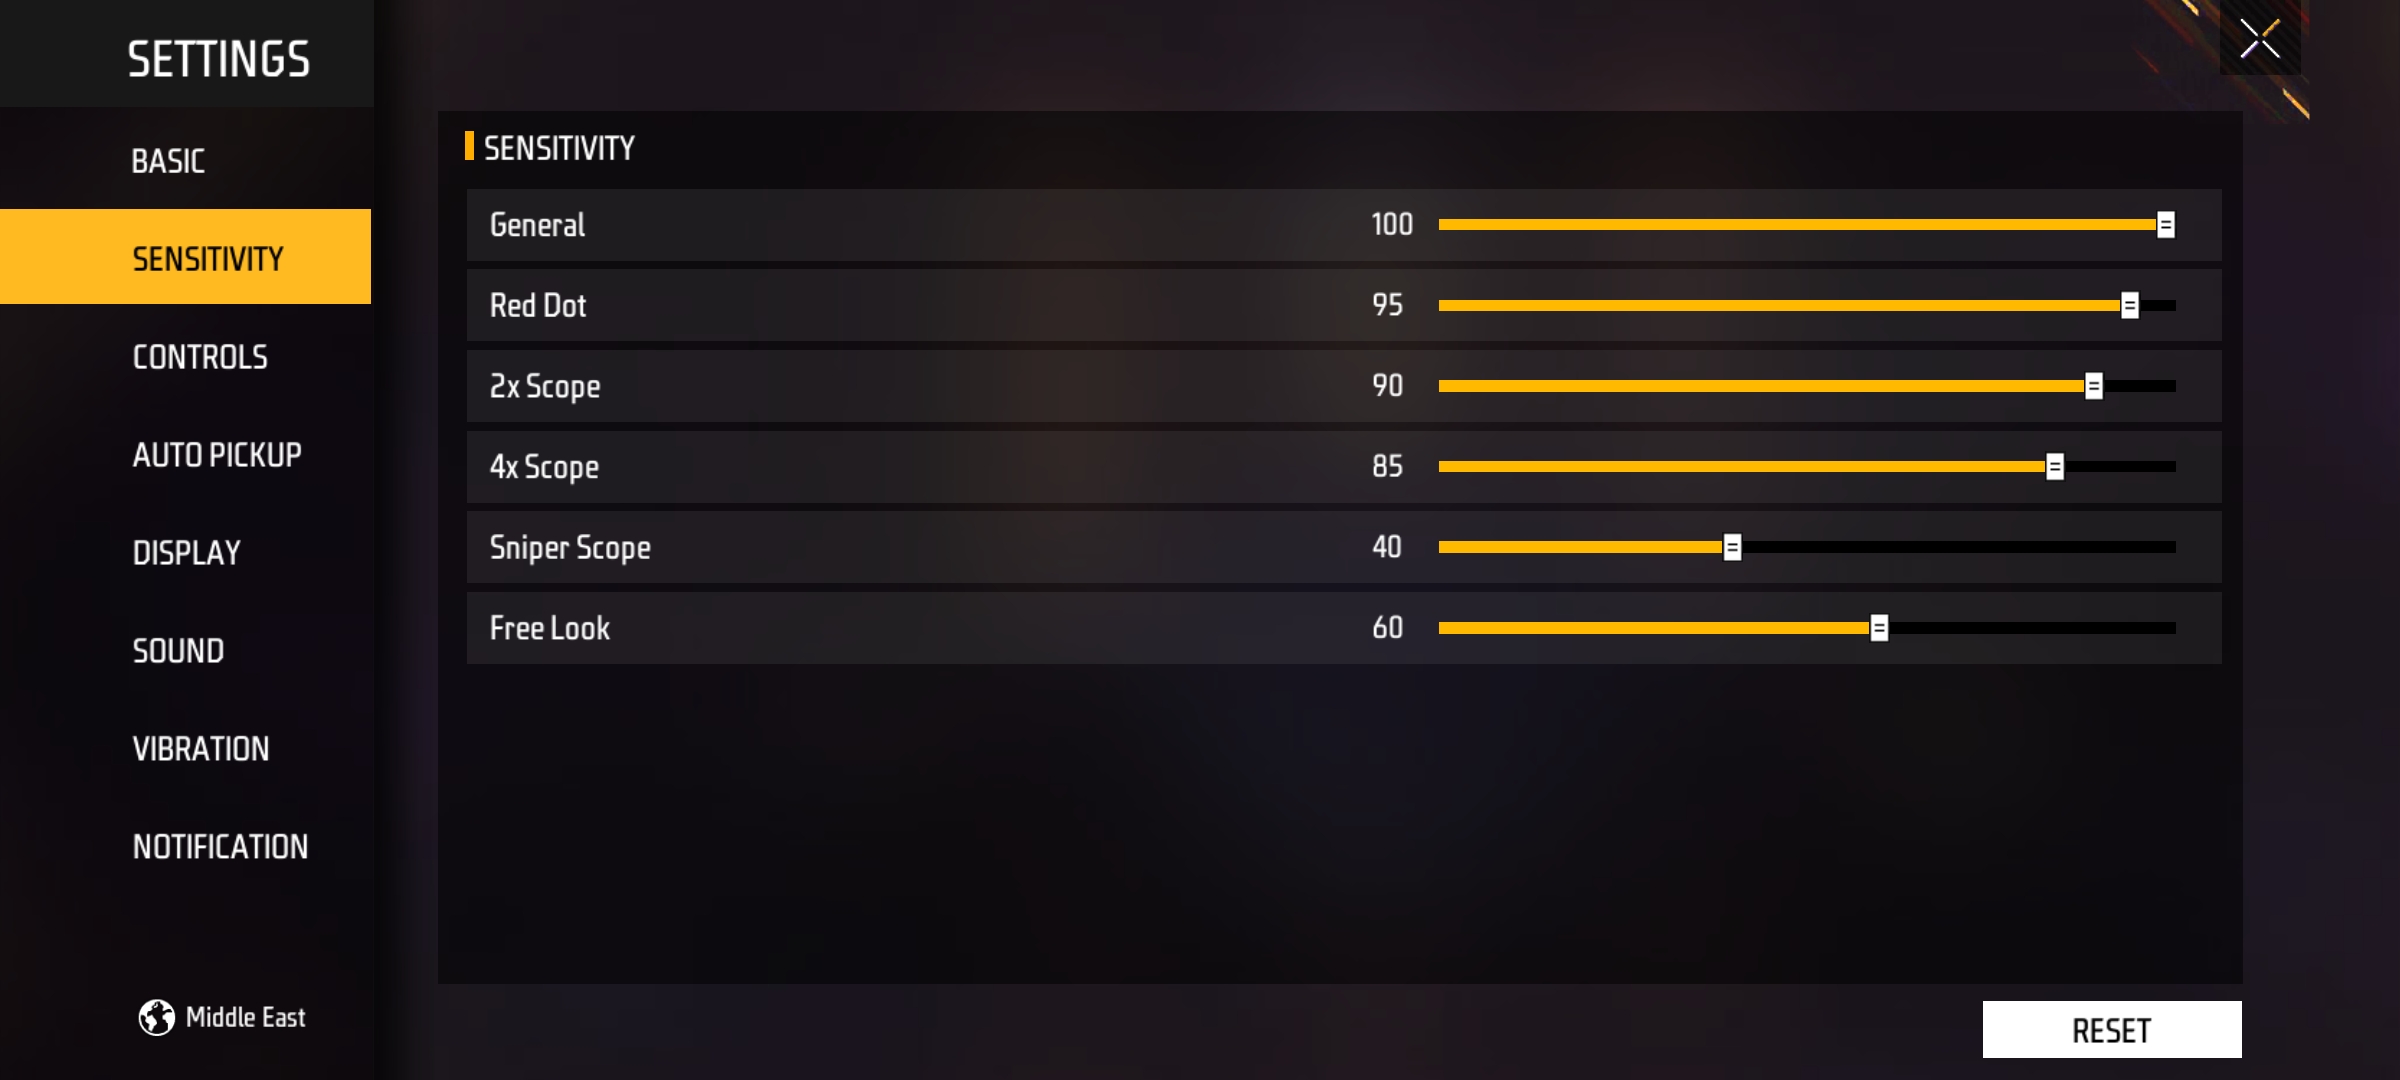 SETTINGS
BASIC
SENSITIVITY
CONTROLS
AUTO PICKUP
DISPLAY
SOUND
VIBRATION
NOTIFICATION
Middle East
SENSITIVITY
General 100
Red Dot 95
2x Scope 90
4x Scope 85
Sniper Scope 40
Free Look 60
RESET